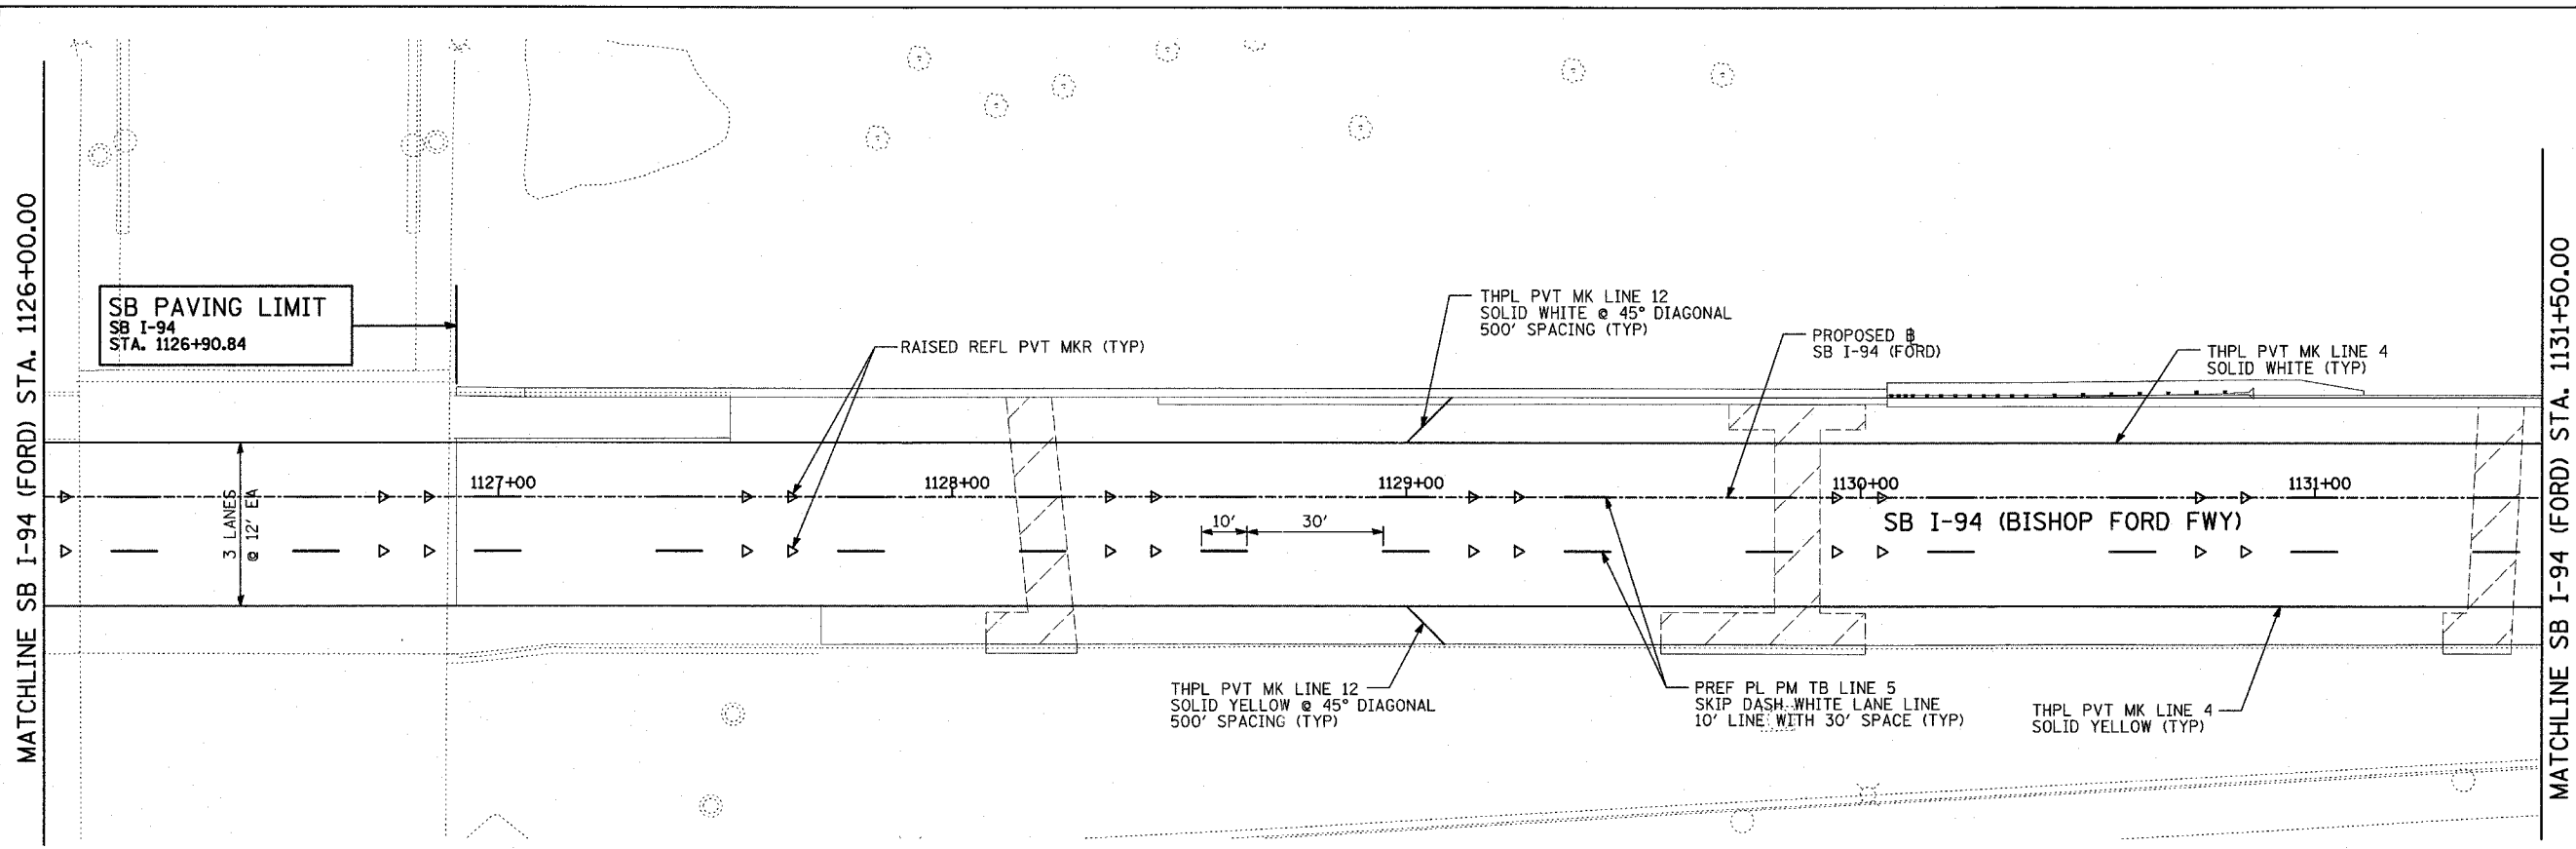 MATCHLINE SB I-94 (FORD) STA. 1126+00.00
SB PAVING LIMIT
SB I-94
STA. 1126+90.84
RAISED REFL PVT MKR (TYP)
THPL PVT MK LINE 12
SOLID WHITE @ 45° DIAGONAL
500' SPACING (TYP)
PROPOSED ℄
SB I-94 (FORD)
THPL PVT MK LINE 4
SOLID WHITE (TYP)
3 LANES
@ 12' EA
1127+00
1128+00
1129+00
1130+00
1131+00
10'
30'
SB I-94 (BISHOP FORD FWY)
THPL PVT MK LINE 12
SOLID YELLOW @ 45° DIAGONAL
500' SPACING (TYP)
PREF PL PM TB LINE 5
SKIP DASH WHITE LANE LINE
10' LINE WITH 30' SPACE (TYP)
THPL PVT MK LINE 4
SOLID YELLOW (TYP)
MATCHLINE SB I-94 (FORD) STA. 1131+50.00